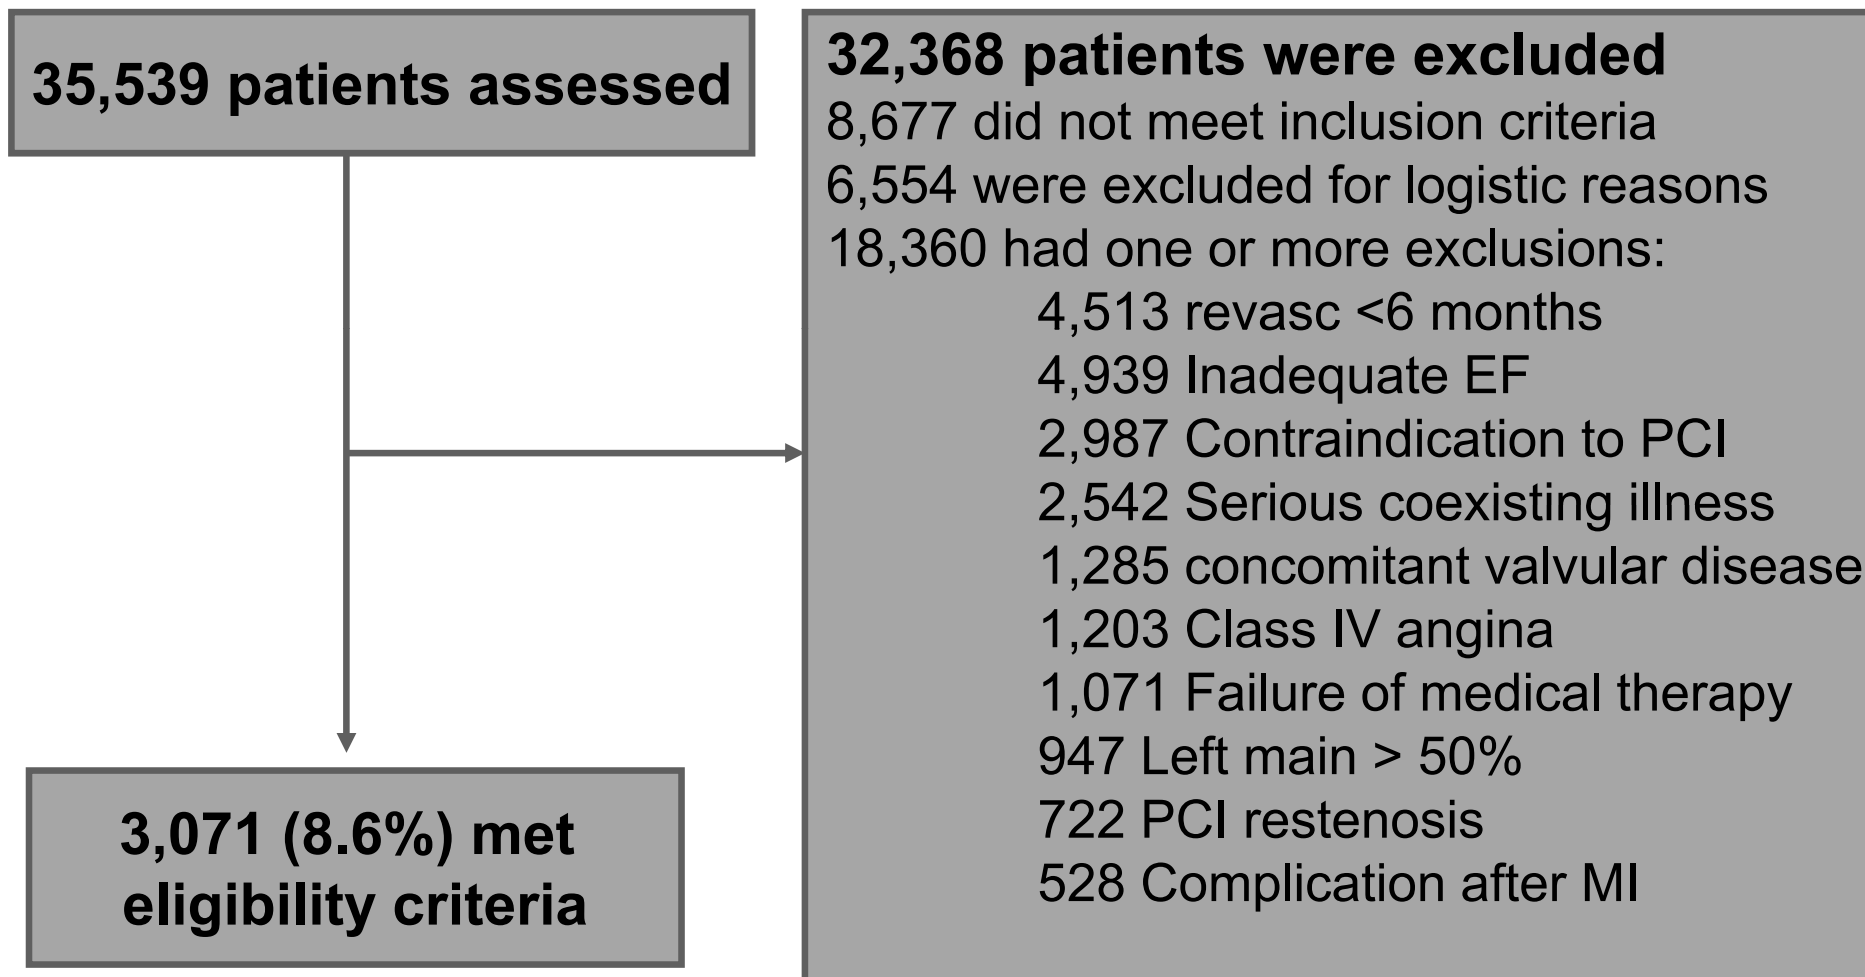 35,539 patients assessed
32,368 patients were excluded
8,677 did not meet inclusion criteria
6,554 were excluded for logistic reasons
18,360 had one or more exclusions:
4,513 revasc <6 months
4,939 Inadequate EF
2,987 Contraindication to PCI
2,542 Serious coexisting illness
1,285 concomitant valvular disease
1,203 Class IV angina
1,071 Failure of medical therapy
947 Left main > 50%
722 PCI restenosis
528 Complication after MI
3,071 (8.6%) met
eligibility criteria